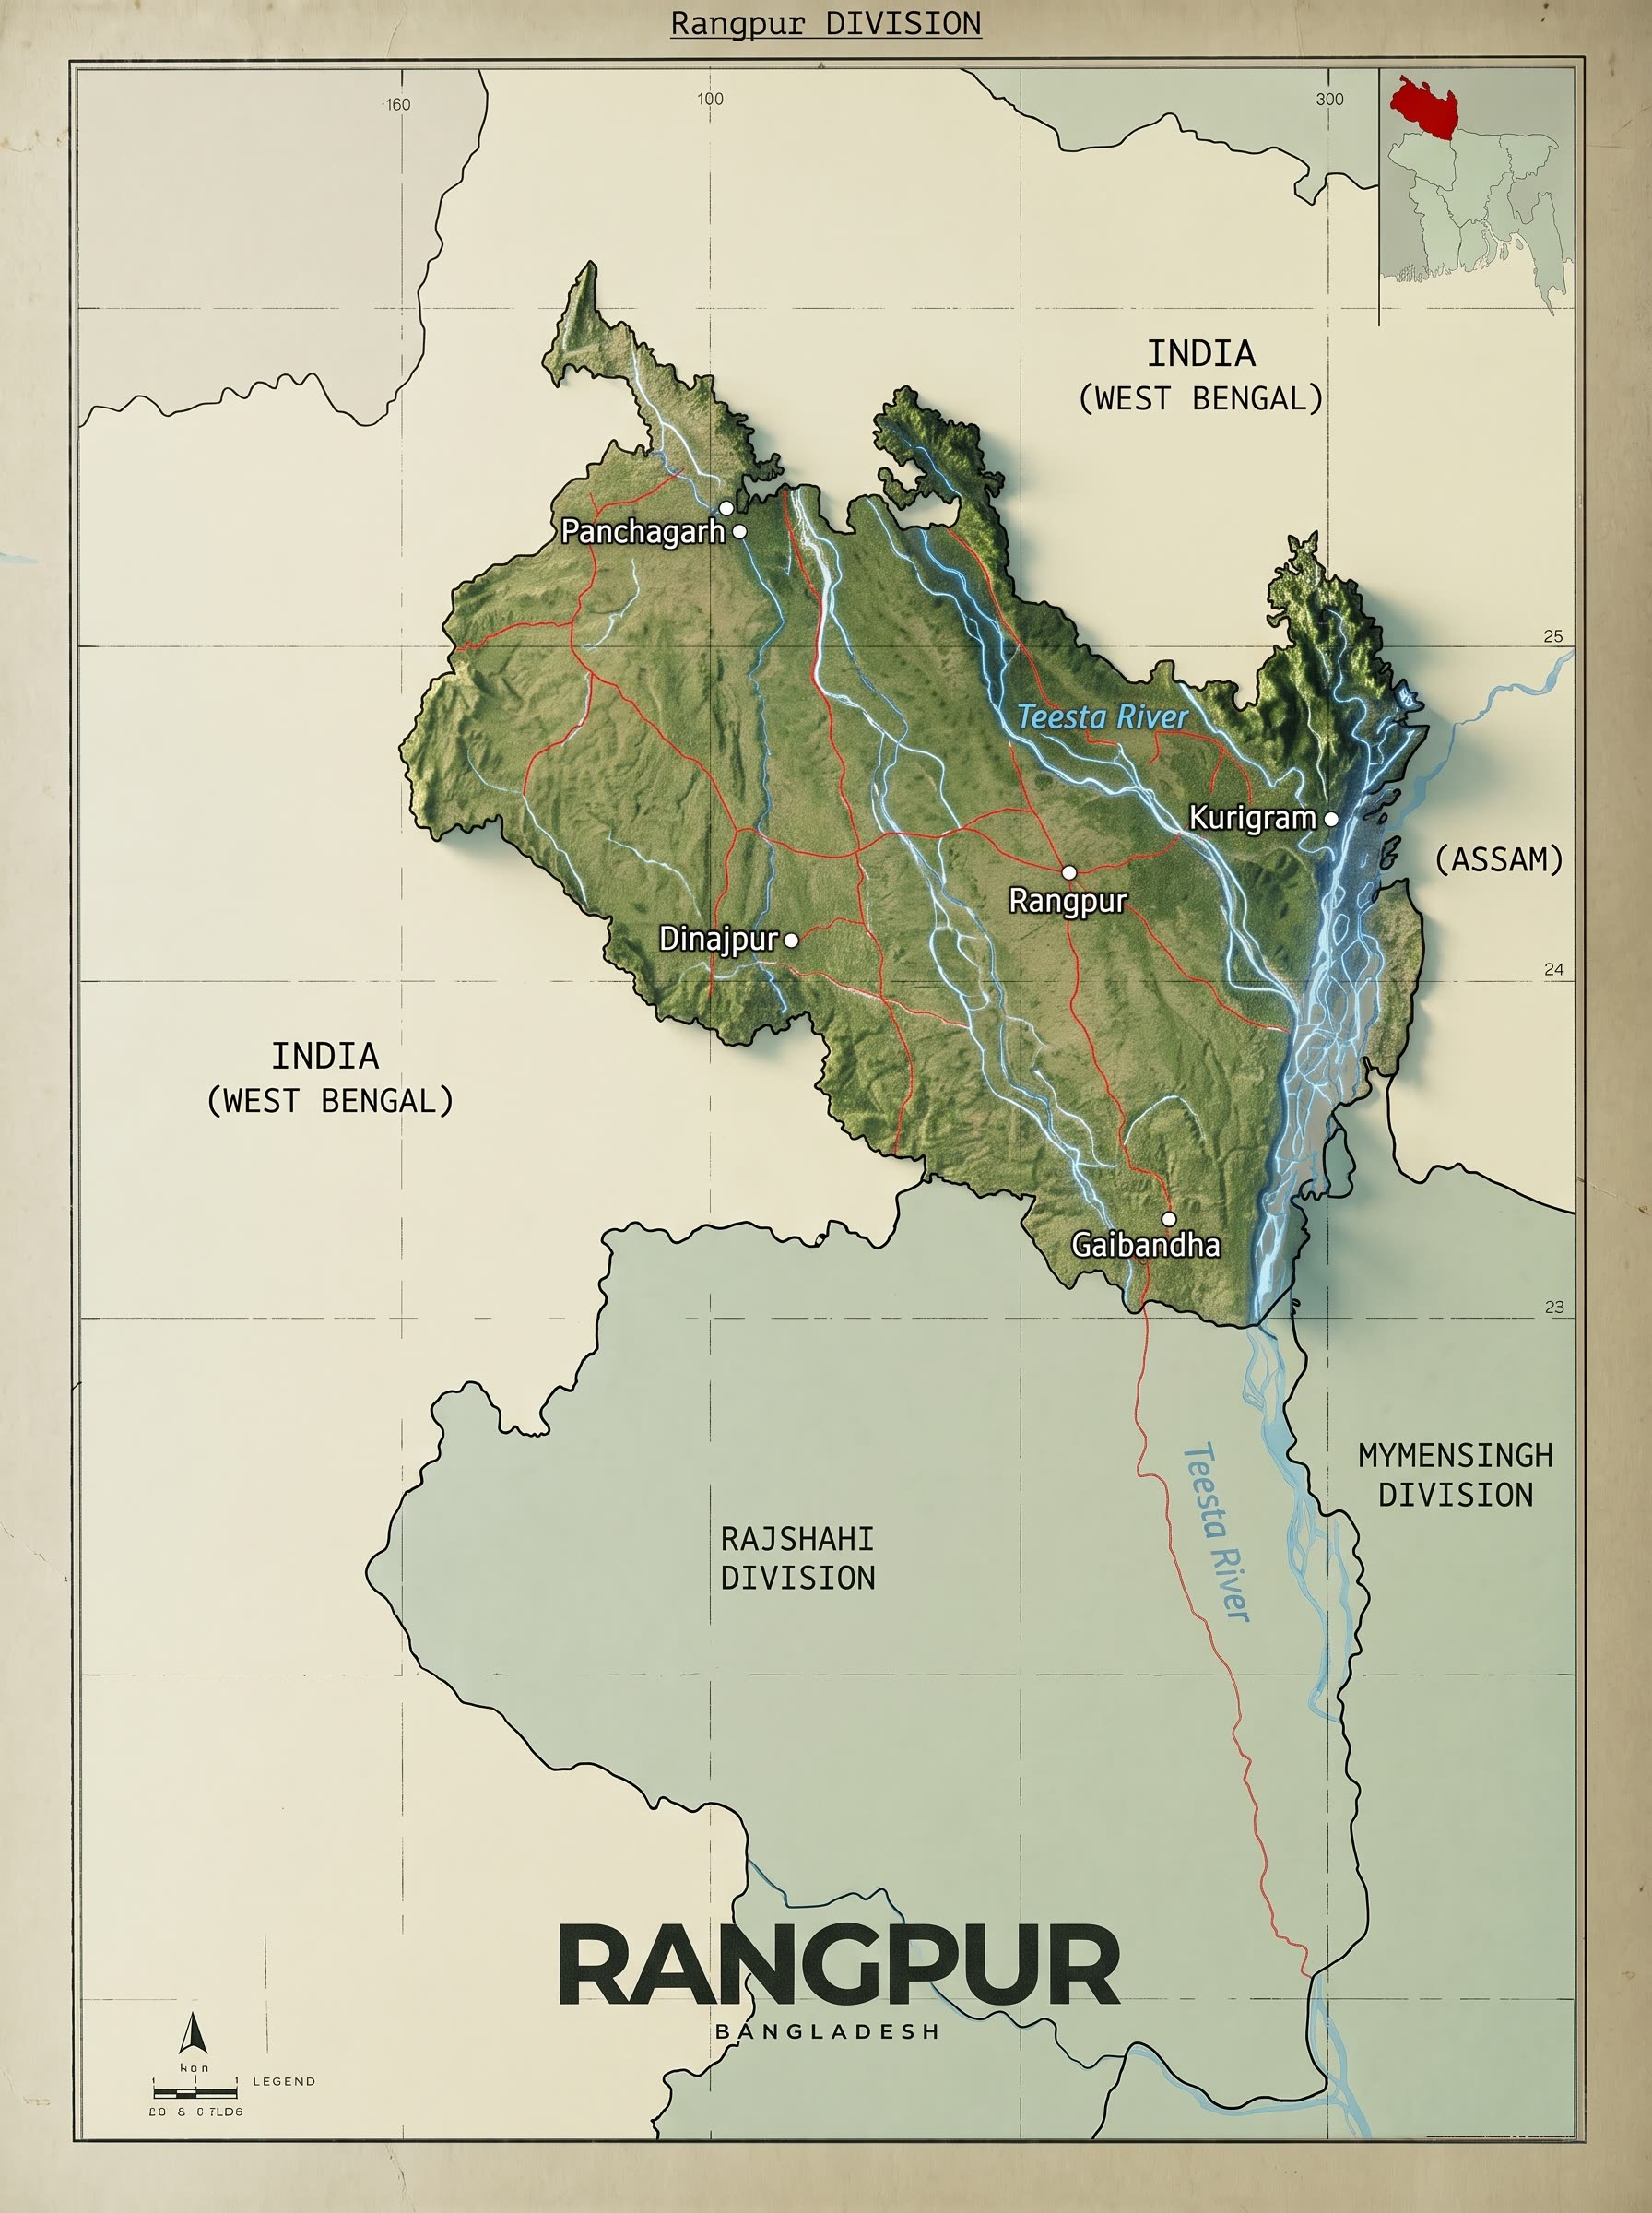 Rangpur DIVISION
·160
100
300
INDIA
(WEST BENGAL)
Panchagarh
25
Teesta River
Kurigram
(ASSAM)
Rangpur
Dinajpur
24
INDIA
(WEST BENGAL)
Gaibandha
23
MYMENSINGH
DIVISION
Teesta River
RAJSHAHI
DIVISION
RANGPUR
BANGLADESH
LEGEND